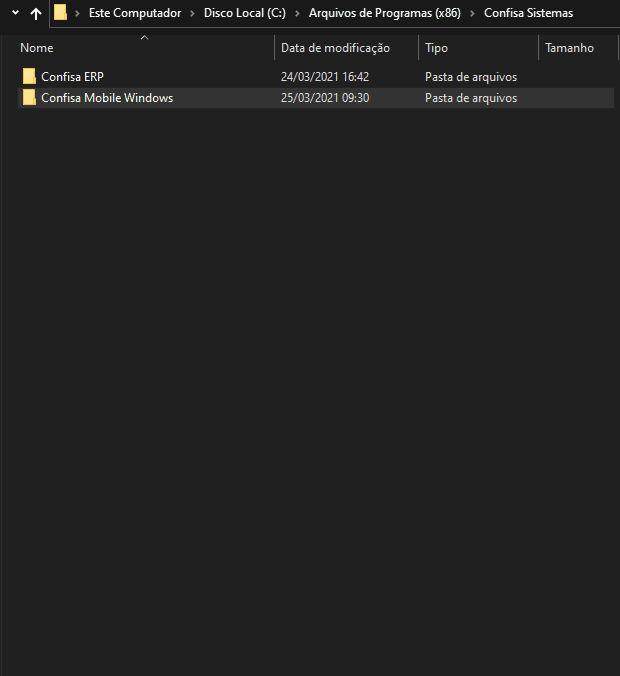 Este Computador > Disco Local (C:) > Arquivos de Programas (x86) > Confisa Sistemas
Nome Data de modificação Tipo Tamanho
Confisa ERP 24/03/2021 16:42 Pasta de arquivos
Confisa Mobile Windows 25/03/2021 09:30 Pasta de arquivos